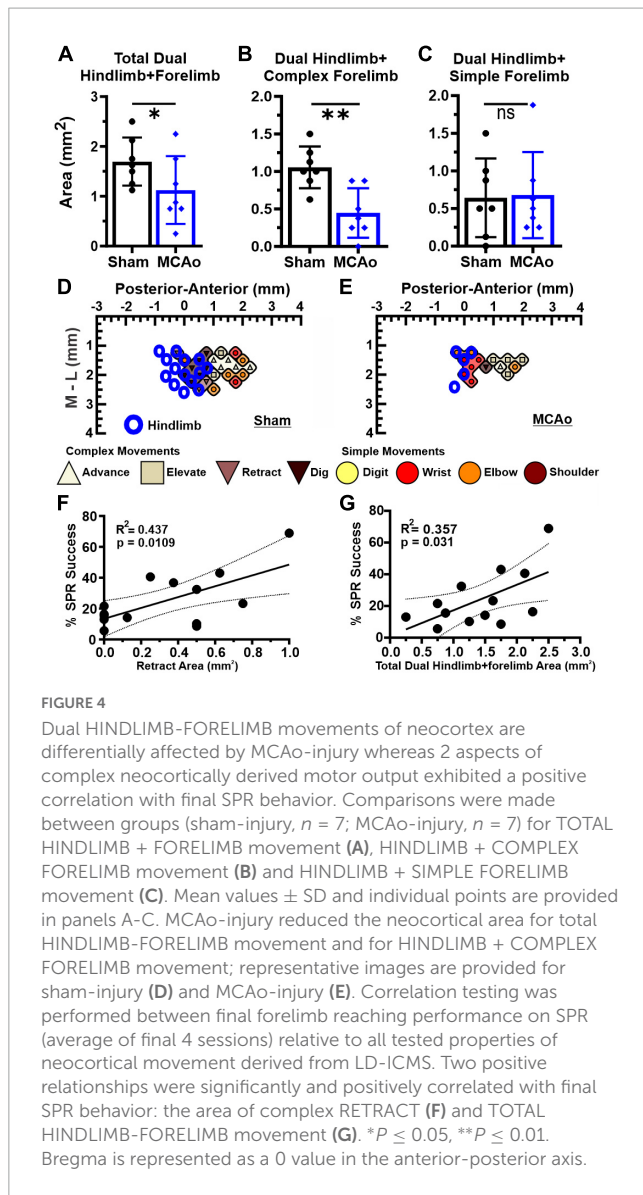 A Total Dual Hindlimb+Forelimb
B Dual Hindlimb+ Complex Forelimb
C Dual Hindlimb+ Simple Forelimb
Area (mm²)
3
2
1
0
*
Sham MCAo
2.0
1.5
1.0
0.5
0.0
**
Sham MCAo
2.0
1.5
1.0
0.5
0.0
ns
Sham MCAo
D Posterior-Anterior (mm)
-3 -2 -1 0 1 2 3 4
M - L (mm)
1
2
3
4
Hindlimb
Sham
E Posterior-Anterior (mm)
-3 -2 -1 0 1 2 3 4
1
2
3
4
MCAo
Complex Movements Simple Movements
Advance Elevate Retract Dig Digit Wrist Elbow Shoulder
F
R²= 0.437
p = 0.0109
% SPR Success
80
60
40
20
0
0.0 0.2 0.4 0.6 0.8 1.0
Retract Area (mm²)
G
R²= 0.357
p = 0.031
% SPR Success
80
60
40
20
0
0.0 0.5 1.0 1.5 2.0 2.5 3.0
Total Dual Hindlimb+forelimb Area (mm²)
FIGURE 4
Dual HINDLIMB-FORELIMB movements of neocortex are
differentially affected by MCAo-injury whereas 2 aspects of
complex neocortically derived motor output exhibited a positive
correlation with final SPR behavior. Comparisons were made
between groups (sham-injury, n = 7; MCAo-injury, n = 7) for TOTAL
HINDLIMB + FORELIMB movement (A), HINDLIMB + COMPLEX
FORELIMB movement (B) and HINDLIMB + SIMPLE FORELIMB
movement (C). Mean values ± SD and individual points are provided
in panels A-C. MCAo-injury reduced the neocortical area for total
HINDLIMB-FORELIMB movement and for HINDLIMB + COMPLEX
FORELIMB movement; representative images are provided for
sham-injury (D) and MCAo-injury (E). Correlation testing was
performed between final forelimb reaching performance on SPR
(average of final 4 sessions) relative to all tested properties of
neocortical movement derived from LD-ICMS. Two positive
relationships were significantly and positively correlated with final
SPR behavior: the area of complex RETRACT (F) and TOTAL
HINDLIMB-FORELIMB movement (G). *P ≤ 0.05, **P ≤ 0.01.
Bregma is represented as a 0 value in the anterior-posterior axis.